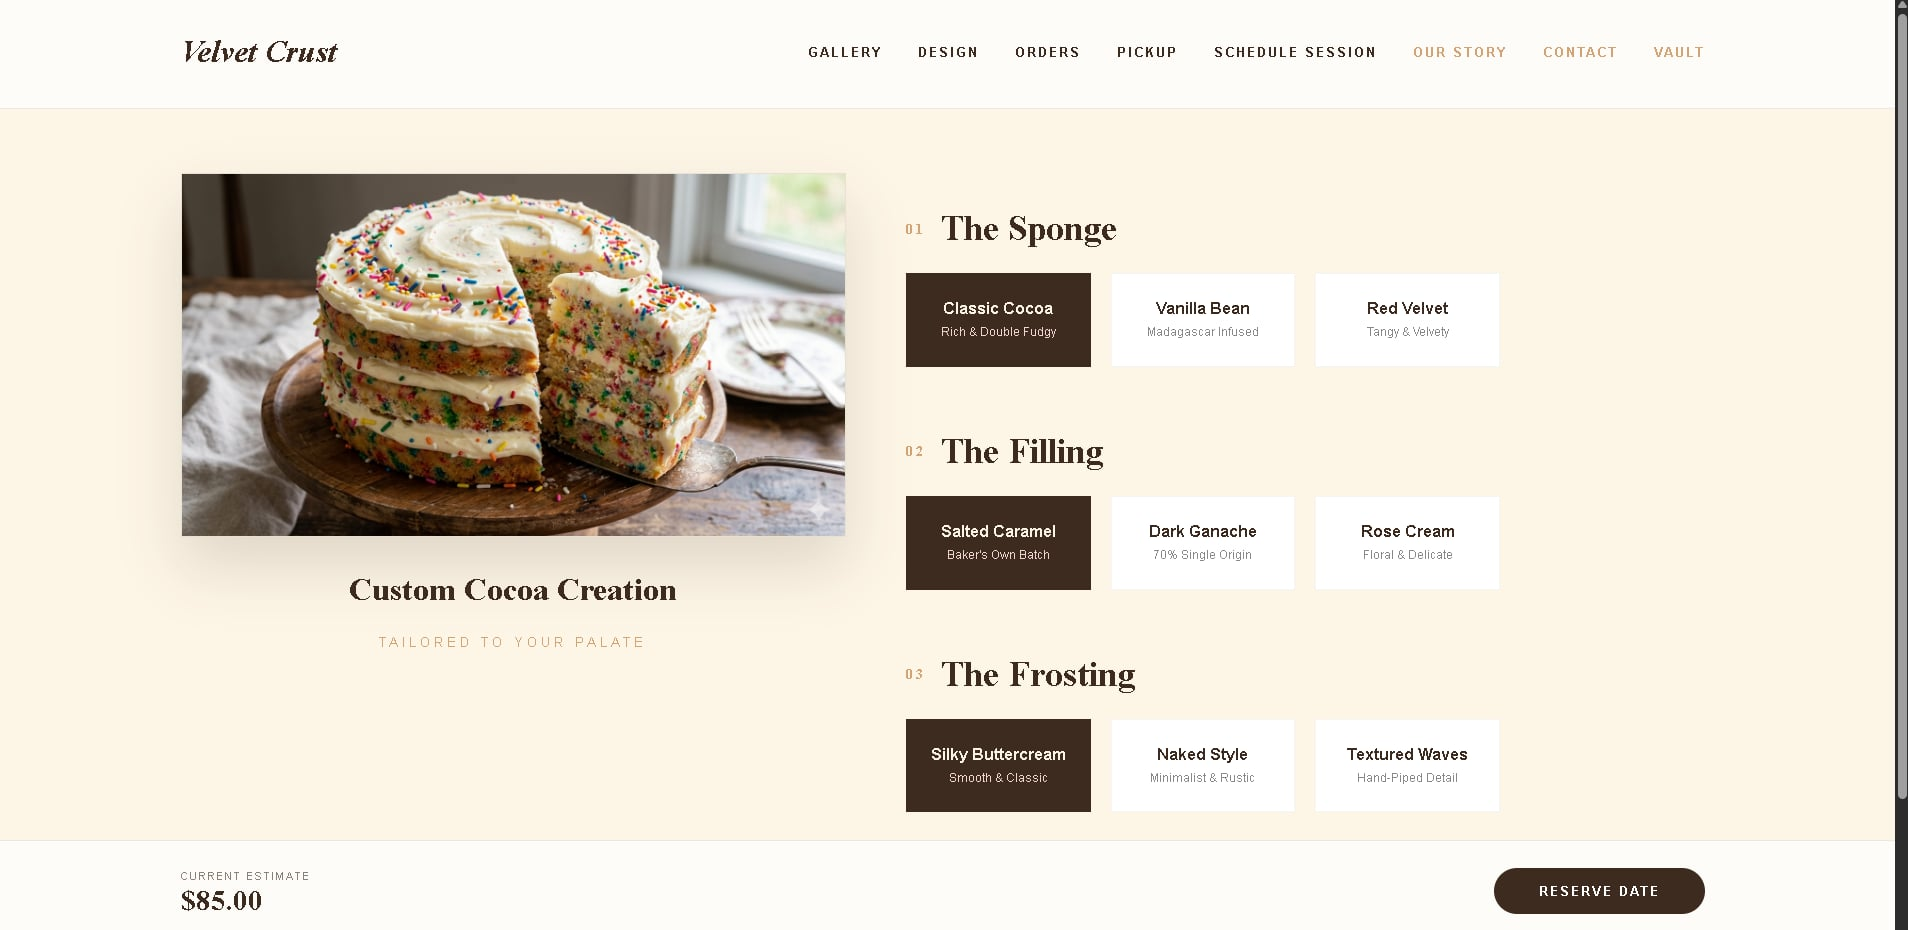 Velvet Crust
GALLERY DESIGN ORDERS PICKUP SCHEDULE SESSION OUR STORY CONTACT VAULT
Custom Cocoa Creation
TAILORED TO YOUR PALATE
01 The Sponge
Classic Cocoa
Rich & Double Fudgy
Vanilla Bean
Madagascar Infused
Red Velvet
Tangy & Velvety
02 The Filling
Salted Caramel
Baker's Own Batch
Dark Ganache
70% Single Origin
Rose Cream
Floral & Delicate
03 The Frosting
Silky Buttercream
Smooth & Classic
Naked Style
Minimalist & Rustic
Textured Waves
Hand-Piped Detail
CURRENT ESTIMATE
$85.00
RESERVE DATE